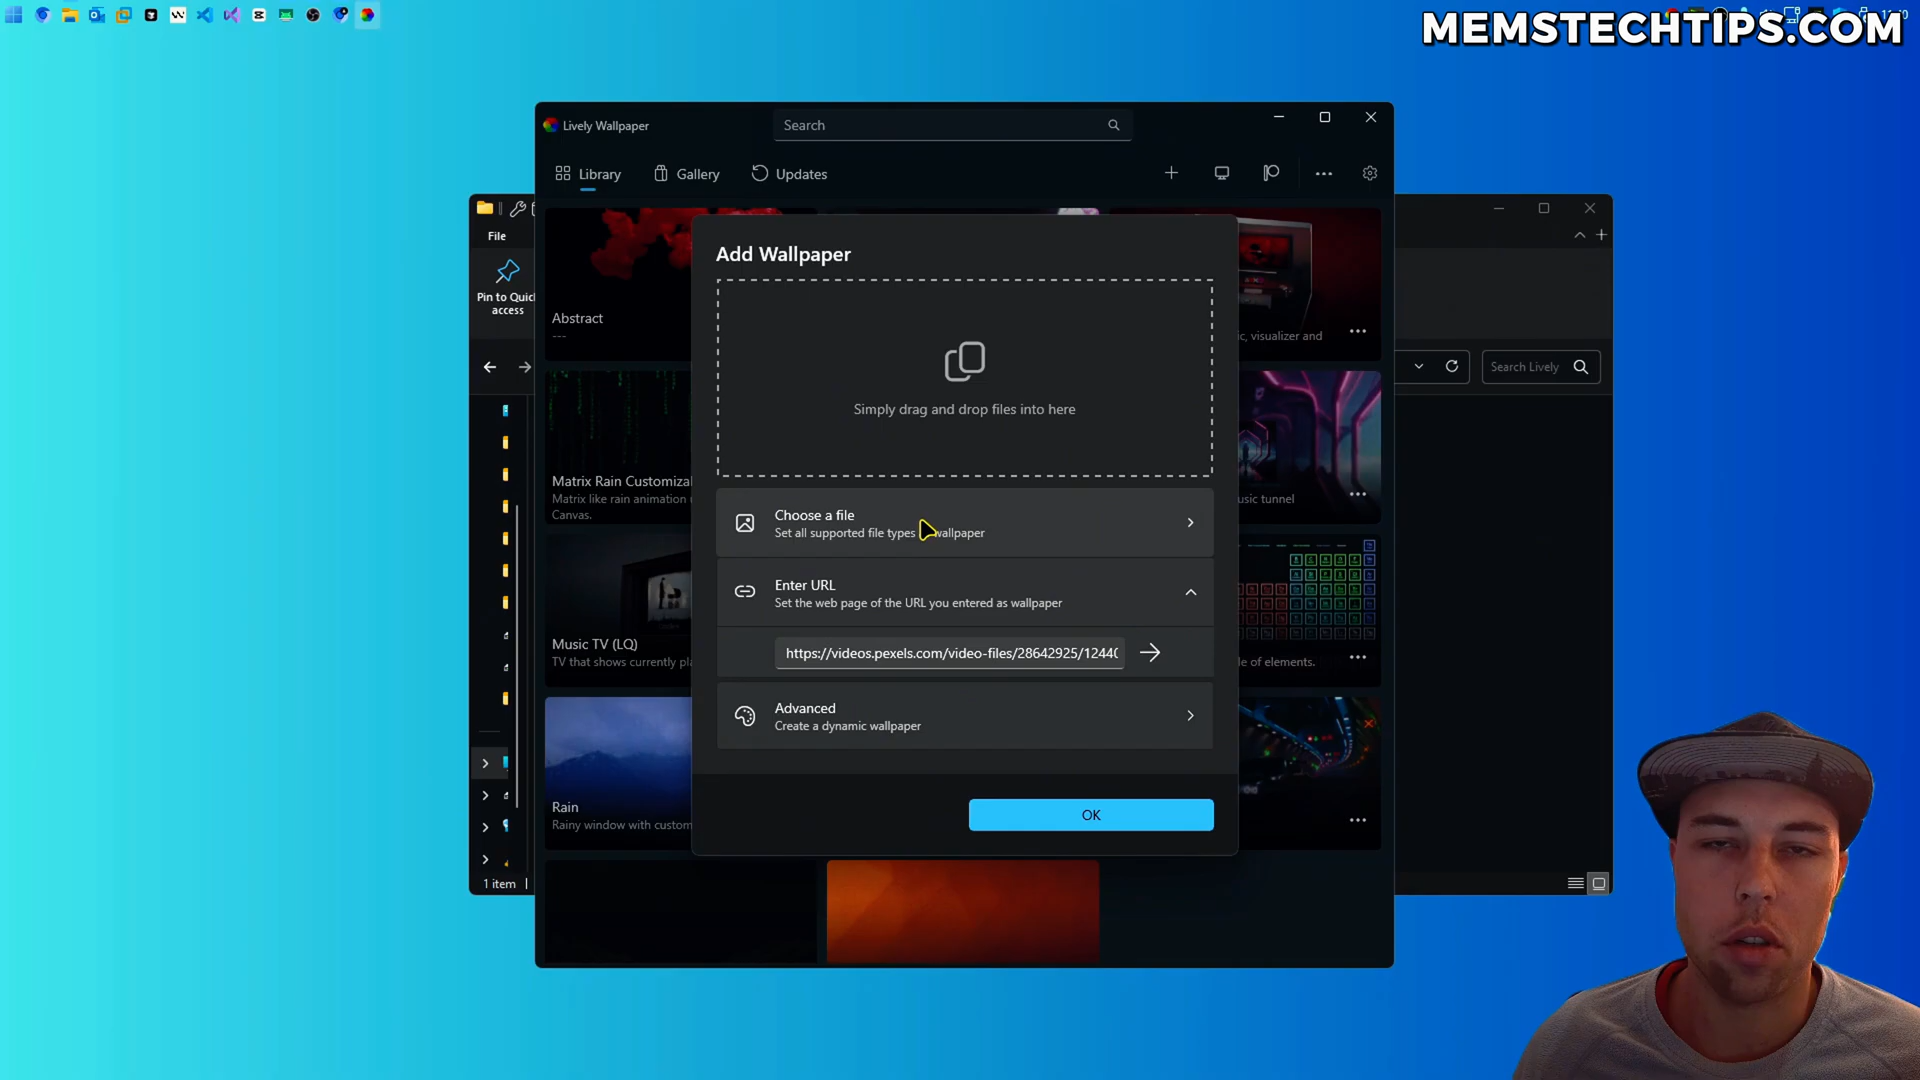 MEMSTECHTIPS.COM
Lively Wallpaper
Search
Library
Gallery
Updates
File
Pin to Quic
access
Add Wallpaper
Simply drag and drop files into here
Abstract
---
ic, visualizer and
Search Lively
Matrix Rain Customizal
Matrix like rain animation
Canvas.
usic tunnel
Choose a file
Set all supported file types wallpaper
Enter URL
Set the web page of the URL you entered as wallpaper
https://videos.pexels.com/video-files/28642925/12440
Music TV (LQ)
TV that shows currently pla
le of elements.
Advanced
Create a dynamic wallpaper
Rain
Rainy window with custom
OK
1 item